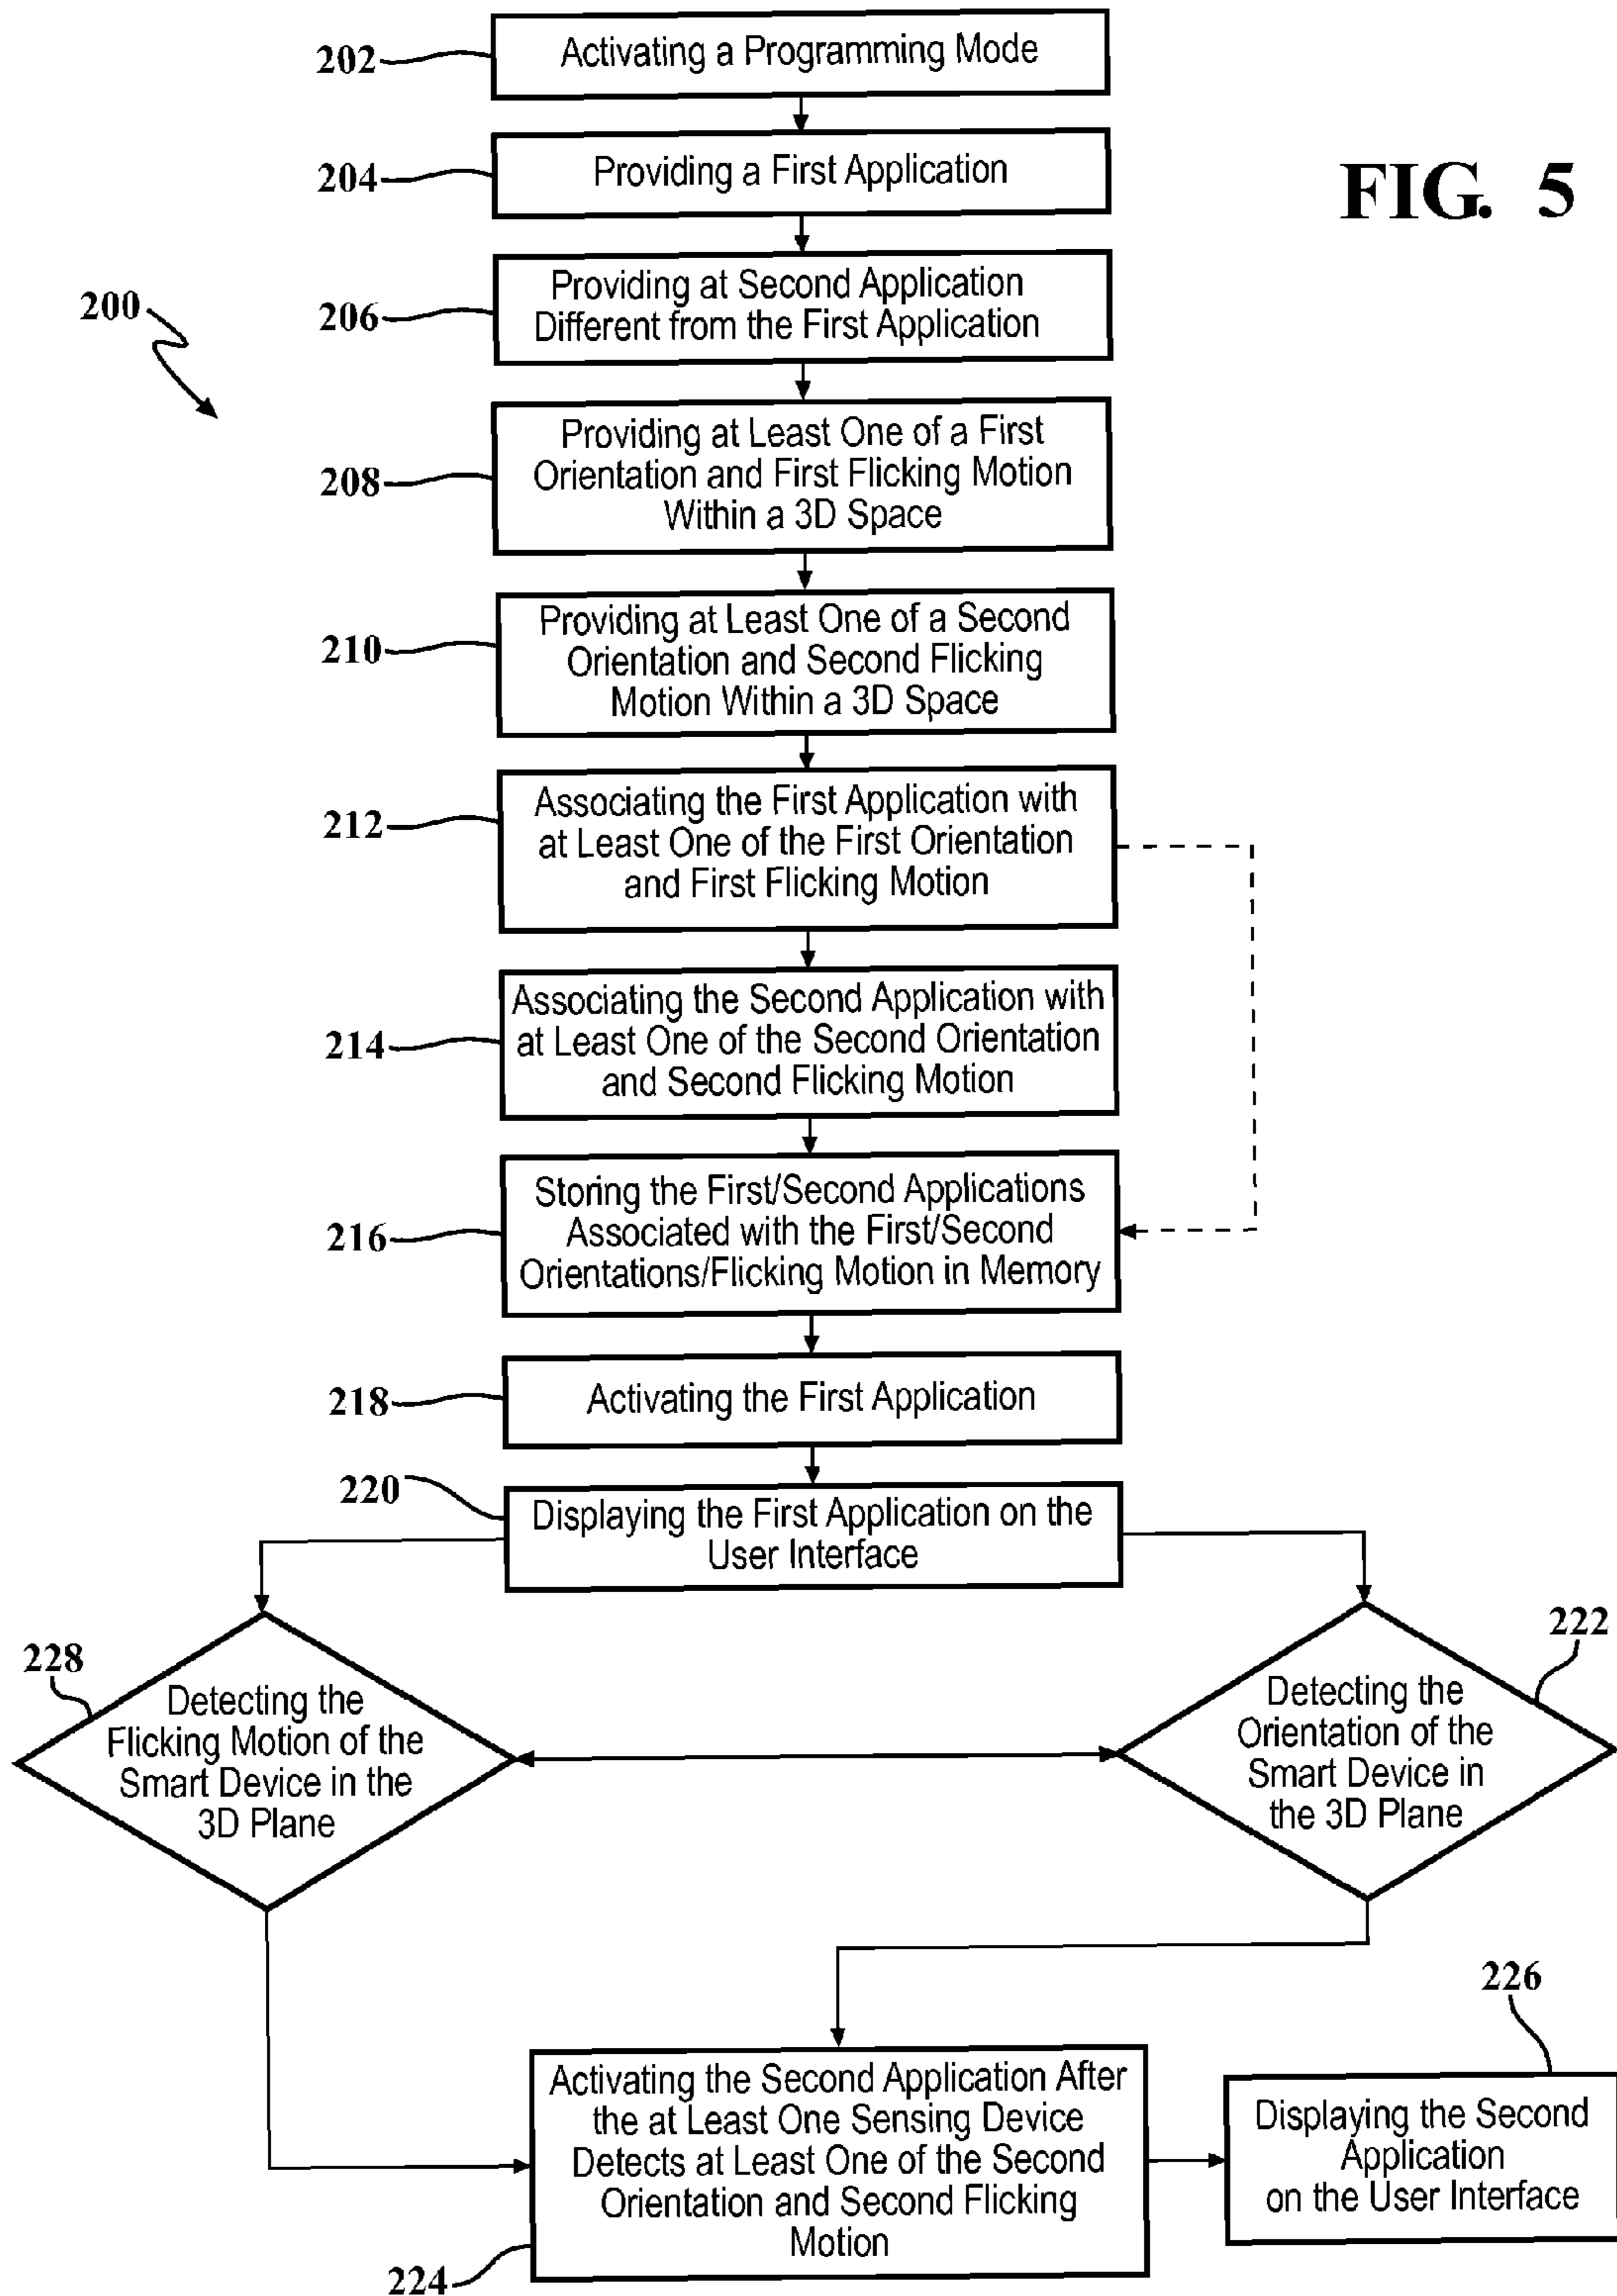 202
Activating a Programming Mode
204
Providing a First Application
FIG. 5
200
206
Providing at Second Application
Different from the First Application
208
Providing at Least One of a First
Orientation and First Flicking Motion
Within a 3D Space
210
Providing at Least One of a Second
Orientation and Second Flicking
Motion Within a 3D Space
212
Associating the First Application with
at Least One of the First Orientation
and First Flicking Motion
214
Associating the Second Application with
at Least One of the Second Orientation
and Second Flicking Motion
216
Storing the First/Second Applications
Associated with the First/Second
Orientations/Flicking Motion in Memory
218
Activating the First Application
220
Displaying the First Application on the
User Interface
228
Detecting the
Flicking Motion of the
Smart Device in the
3D Plane
222
Detecting the
Orientation of the
Smart Device in
the 3D Plane
224
Activating the Second Application After
the at Least One Sensing Device
Detects at Least One of the Second
Orientation and Second Flicking
Motion
226
Displaying the Second
Application
on the User Interface